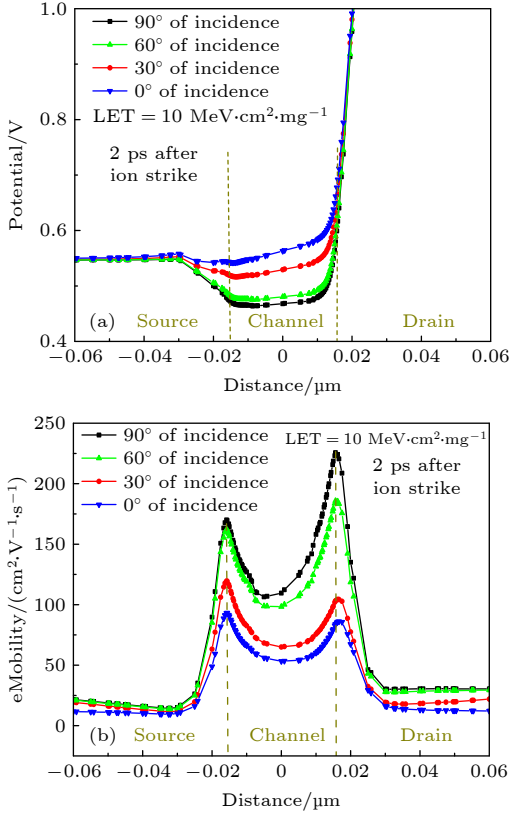 1.0
90° of incidence
60° of incidence
30° of incidence
0° of incidence
LET = 10 MeV·cm²·mg⁻¹
0.8
2 ps after
ion strike
Potential/V
0.6
(a)
Source
Channel
Drain
0.4
−0.06 −0.04 −0.02 0 0.02 0.04 0.06
Distance/μm
250
90° of incidence
LET = 10 MeV·cm²·mg⁻¹
60° of incidence
2 ps after
ion strike
30° of incidence
0° of incidence
200
150
eMobility/(cm²·V⁻¹·s⁻¹)
100
50
0
(b)
Source
Channel
Drain
−0.06 −0.04 −0.02 0 0.02 0.04 0.06
Distance/μm